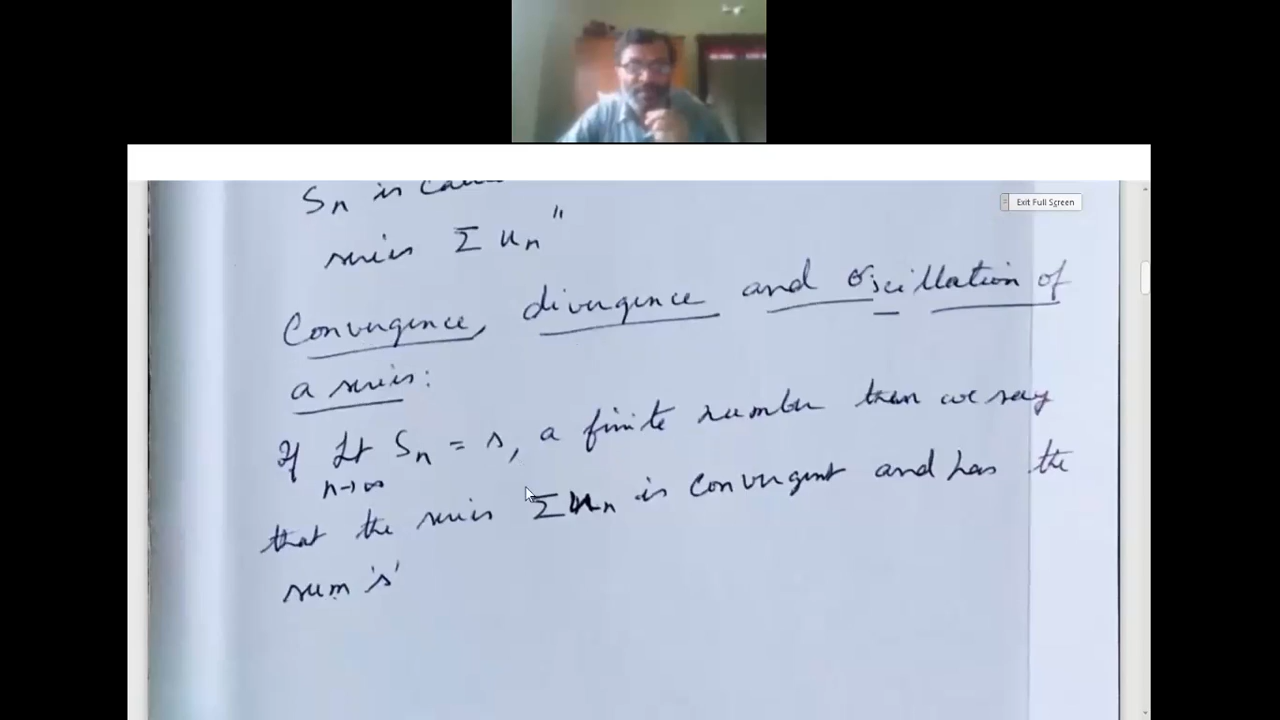 Sn is
series Σ un"
Exit Full Screen
Convergence, divergence and Oscillation of
a series:
If Lt Sn = s, a finite number then we say
n→∞
that the series Σun is convergent and has the
sum 's'